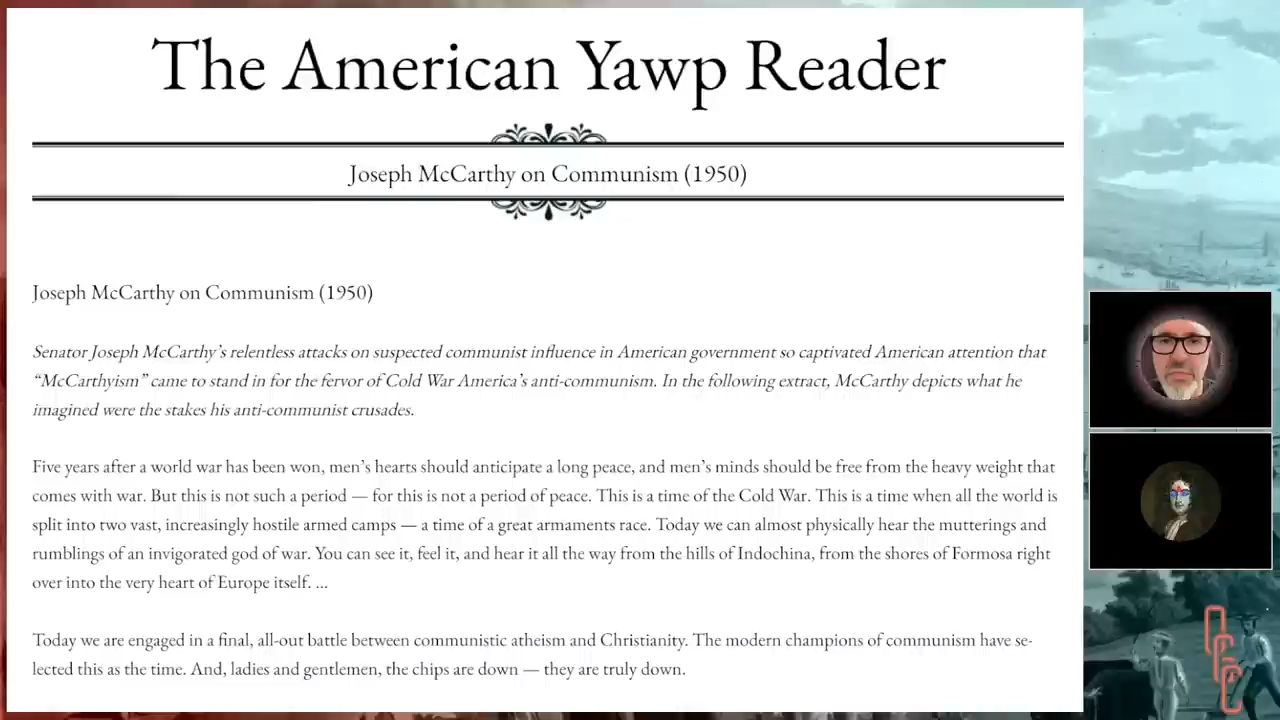 The American Yawp Reader
Joseph McCarthy on Communism (1950)
Joseph McCarthy on Communism (1950)
Senator Joseph McCarthy’s relentless attacks on suspected communist influence in American government so captivated American attention that
“McCarthyism” came to stand in for the fervor of Cold War America’s anti-communism. In the following extract, McCarthy depicts what he
imagined were the stakes his anti-communist crusades.
Five years after a world war has been won, men’s hearts should anticipate a long peace, and men’s minds should be free from the heavy weight that
comes with war. But this is not such a period — for this is not a period of peace. This is a time of the Cold War. This is a time when all the world is
split into two vast, increasingly hostile armed camps — a time of a great armaments race. Today we can almost physically hear the mutterings and
rumblings of an invigorated god of war. You can see it, feel it, and hear it all the way from the hills of Indochina, from the shores of Formosa right
over into the very heart of Europe itself. ...
Today we are engaged in a final, all-out battle between communistic atheism and Christianity. The modern champions of communism have se-
lected this as the time. And, ladies and gentlemen, the chips are down — they are truly down.